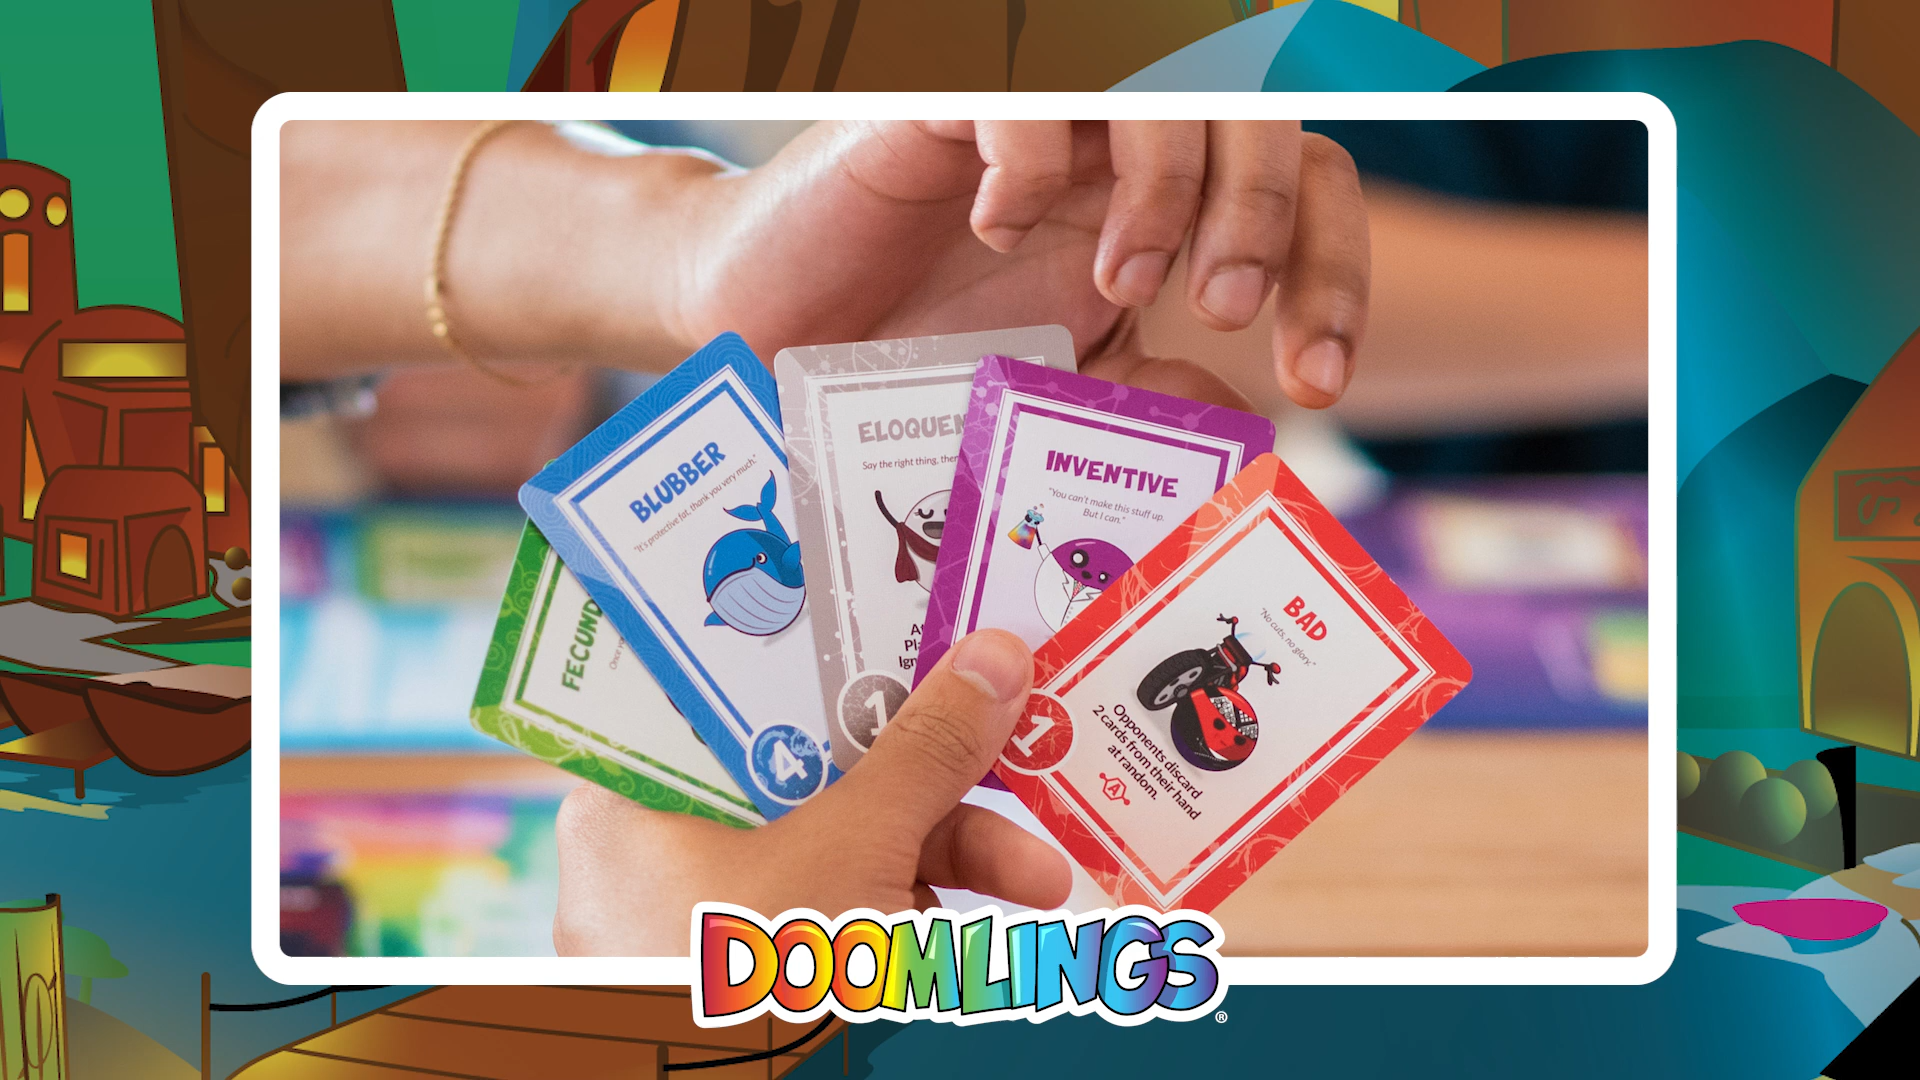 FECUND
BLUBBER
"It's protective fat, thank you very much."
4
ELOQUEN
Say the right thing, ther
1
INVENTIVE
"You can't make this stuff up.
But I can."
BAD
"No cuts, no glory."
Opponents discard
2 cards from their hand
at random.
A
1
DOOMLINGS
®